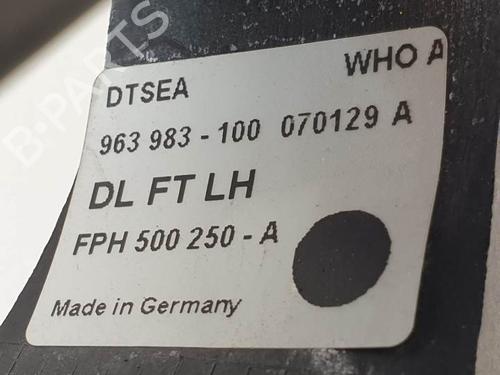 B-PARTS
DTSEA WHO A
963 983-100 070129 A
DL FT LH
FPH 500 250-A
Made in Germany